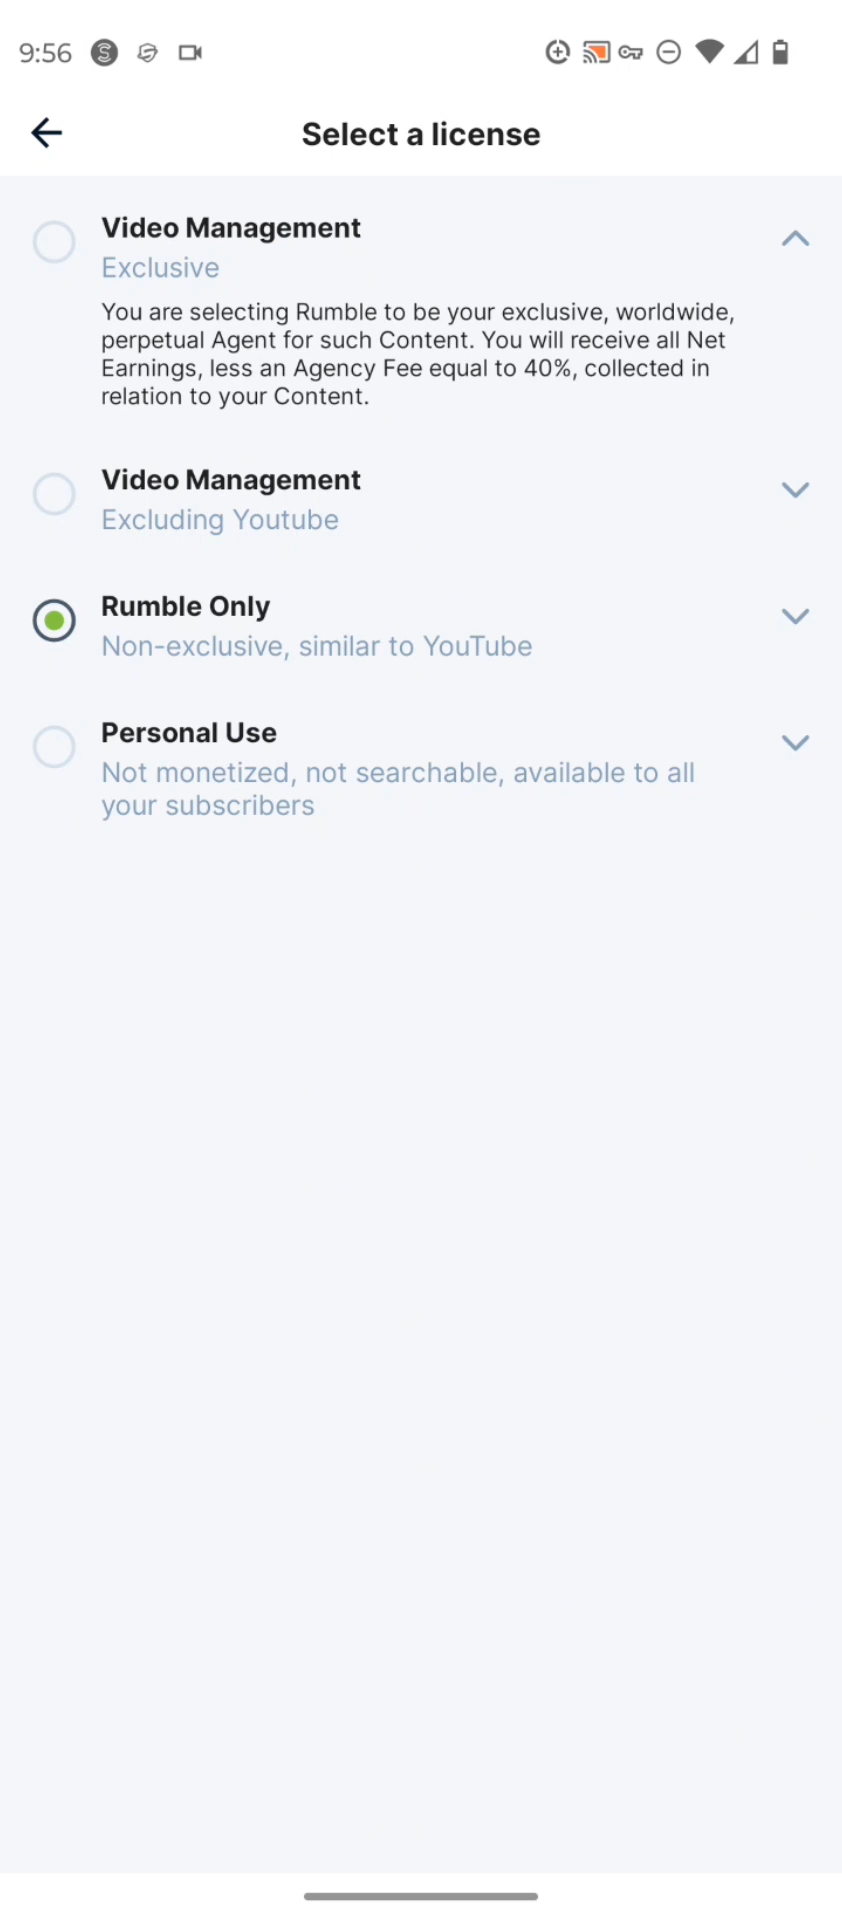 9:56
Select a license
Video Management
Exclusive
You are selecting Rumble to be your exclusive, worldwide,
perpetual Agent for such Content. You will receive all Net
Earnings, less an Agency Fee equal to 40%, collected in
relation to your Content.
Video Management
Excluding Youtube
Rumble Only
Non-exclusive, similar to YouTube
Personal Use
Not monetized, not searchable, available to all
your subscribers